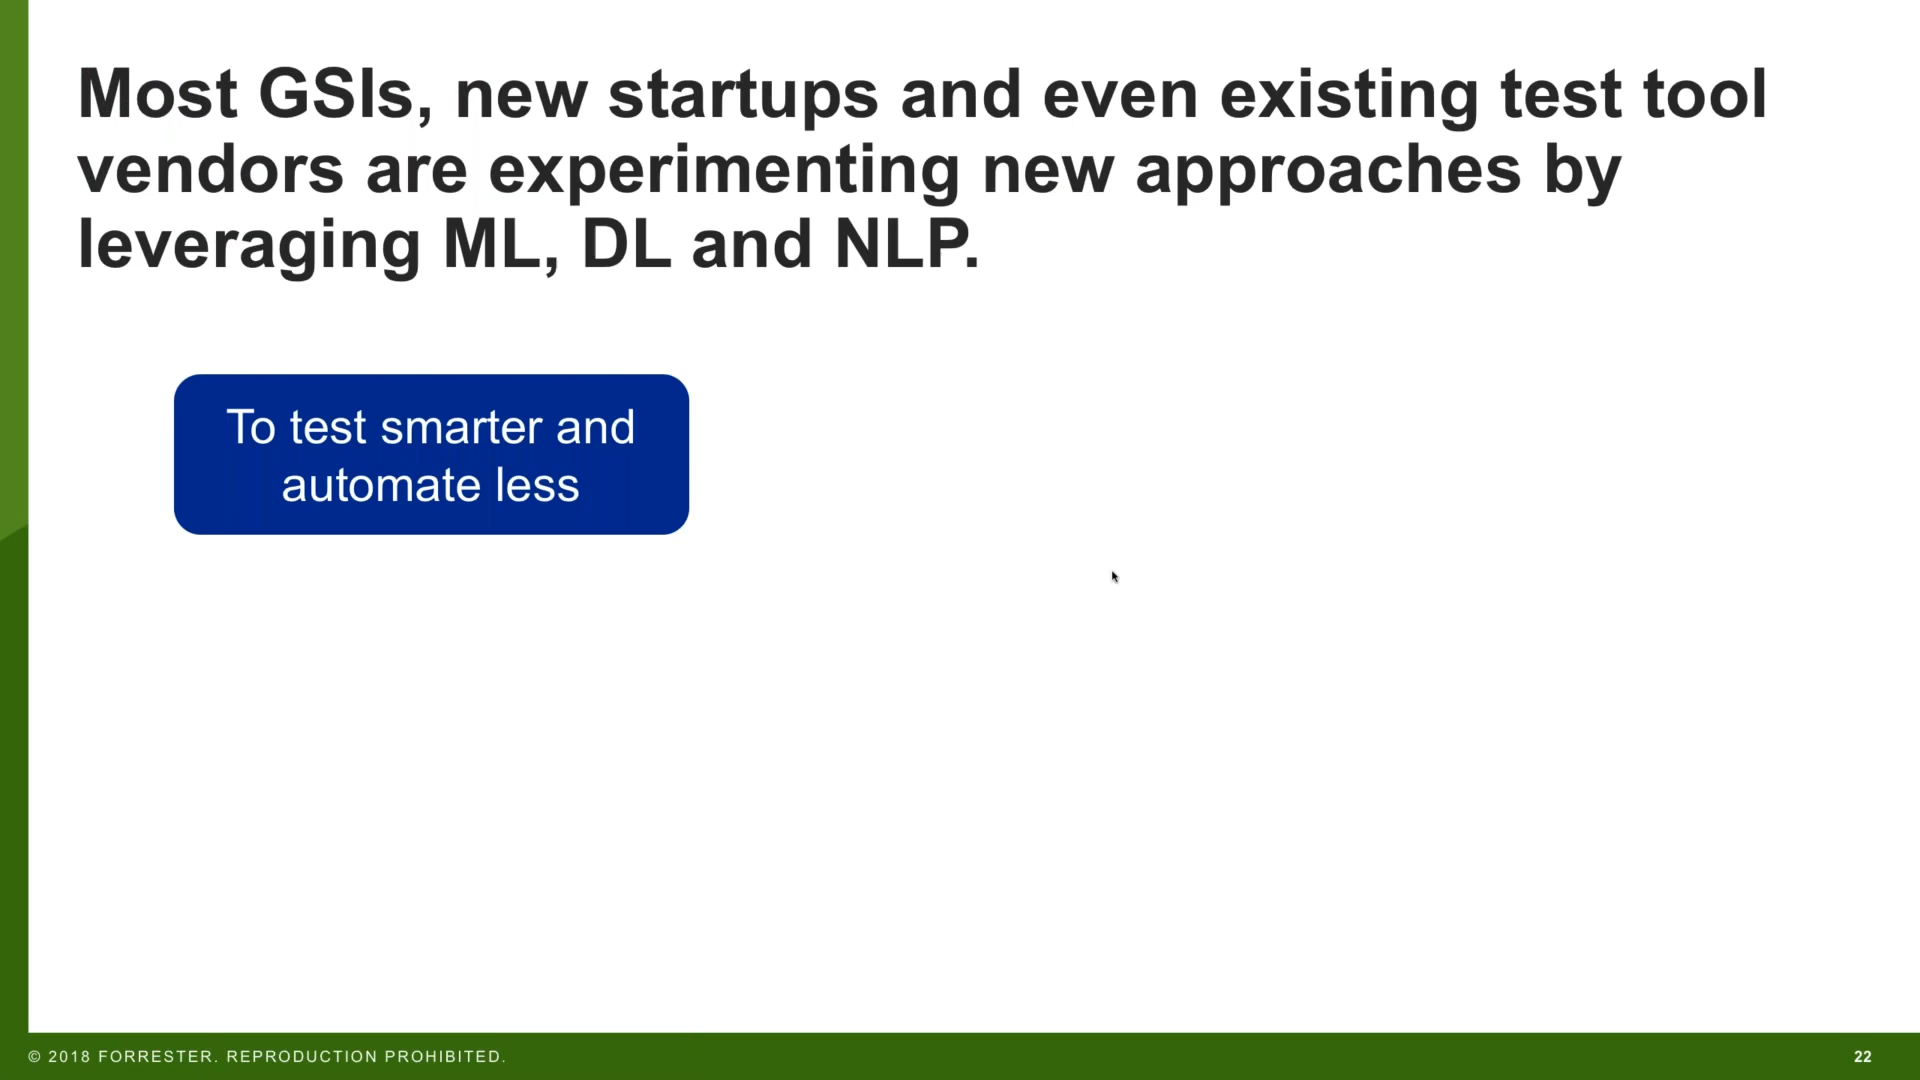 Most GSIs, new startups and even existing test tool
vendors are experimenting new approaches by
leveraging ML, DL and NLP.
To test smarter and
automate less
© 2018 FORRESTER. REPRODUCTION PROHIBITED.
22